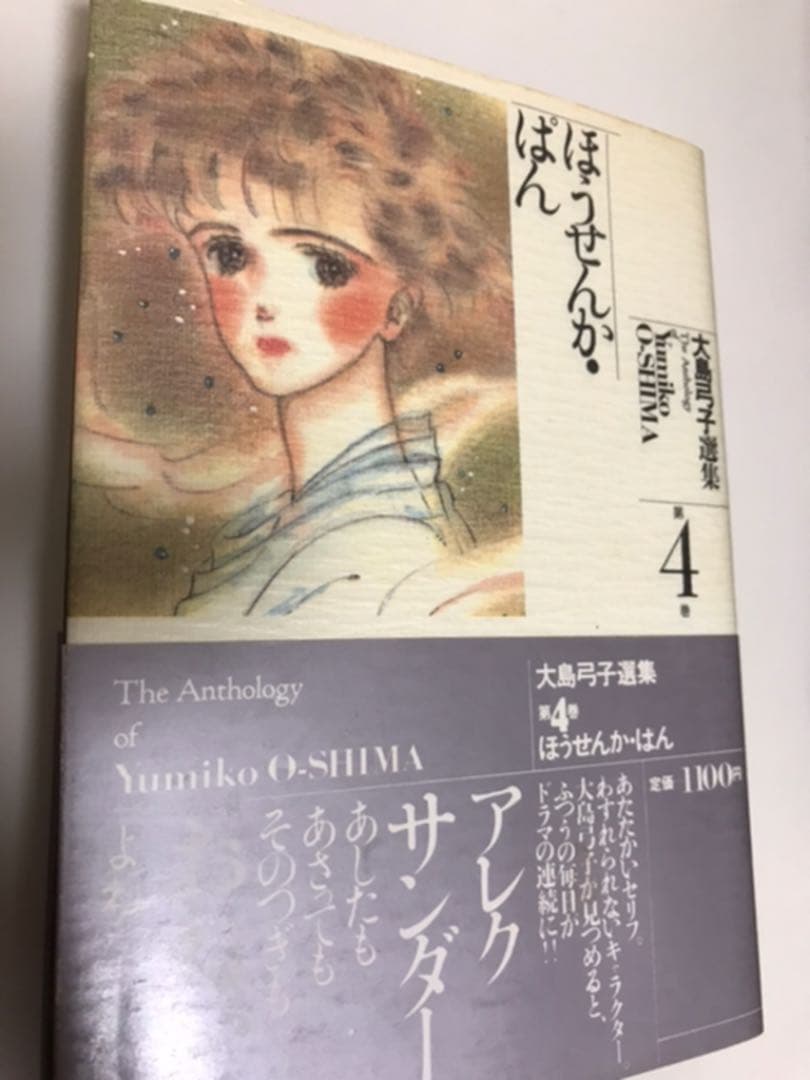 ほうせんか・
ぱん
大島弓子選集
The Anthology
of
Yumiko
O-SHIMA
第
4
巻
The Anthology
of
Yumiko O-SHIMA
大島弓子選集
第4巻
ほうせんか・ぱん
定価 1100円
あたたかいセリフ。
わすれられないキャラクター。
大島弓子が見つめると、
ふつうの毎日が
ドラマの連続に!!
アレク
サンダー
あしたも
あさっても
そのつぎも